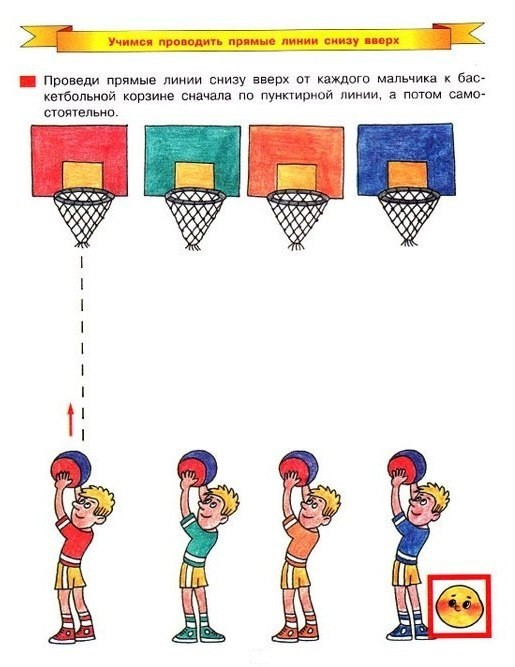 Учимся проводить прямые линии снизу вверх
Проведи прямые линии снизу вверх от каждого мальчика к бас-
кетбольной корзине сначала по пунктирной линии, а потом само-
стоятельно.